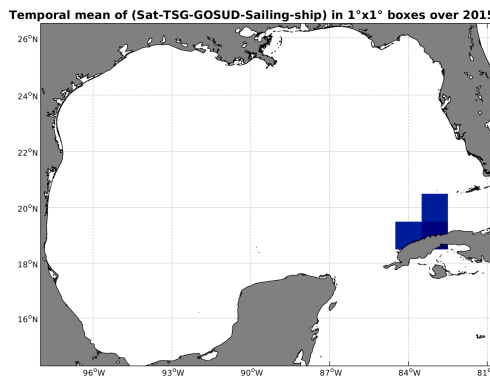 Temporal mean of (Sat-TSG-GOSUD-Sailing-ship) in 1°x1° boxes over 2015
26°N
24°N
22°N
20°N
18°N
16°N
96°W 93°W 90°W 87°W 84°W 81°